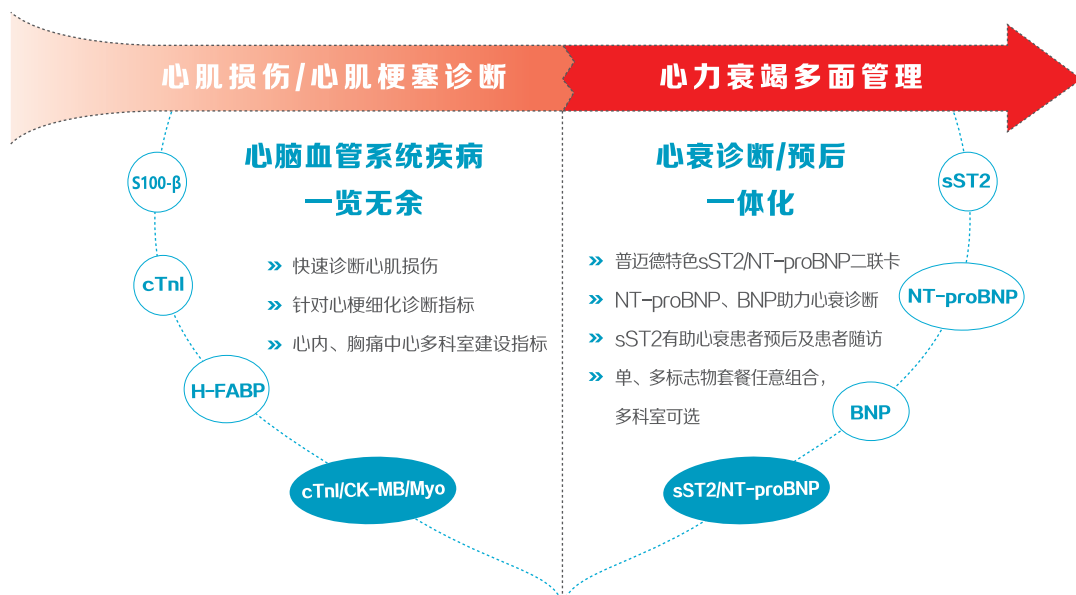 心肌损伤/心肌梗塞诊断
心力衰竭多面管理
心脑血管系统疾病
一览无余
S100-β
cTnI
H-FABP
cTnI/CK-MB/Myo
» 快速诊断心肌损伤
» 针对心梗细化诊断指标
» 心内、胸痛中心多科室建设指标
心衰诊断/预后
一体化
» 普迈德特色sST2/NT-proBNP二联卡
» NT-proBNP、BNP助力心衰诊断
» sST2有助心衰患者预后及患者随访
» 单、多标志物套餐任意组合，
多科室可选
sST2
NT-proBNP
BNP
sST2/NT-proBNP